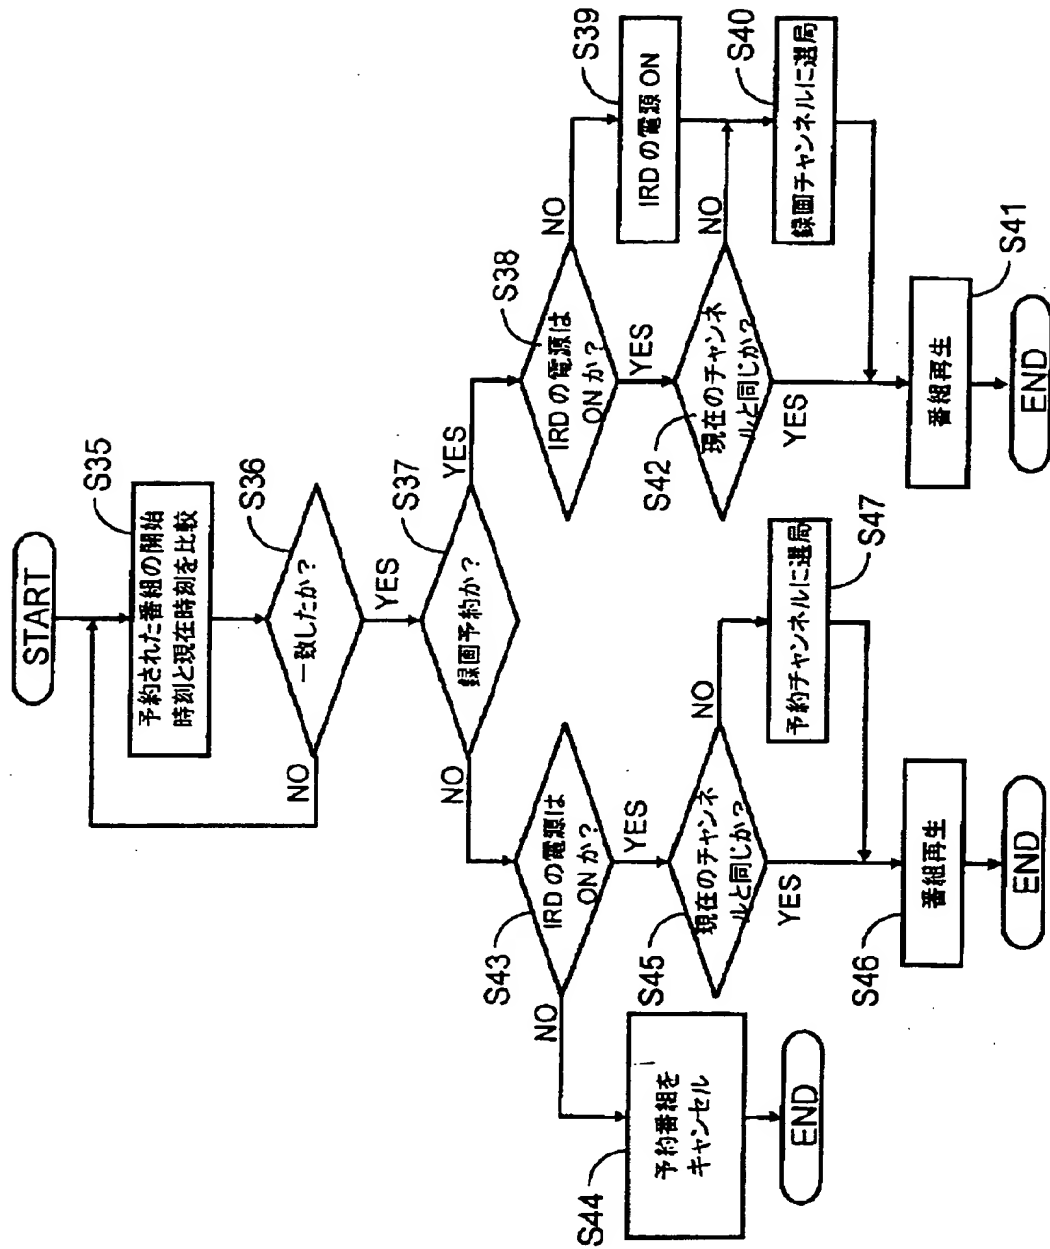 START
S35
予約された番組の開始
時刻と現在時刻を比較
S36
一致したか?
NO
YES
S37
録画予約か?
NO
YES
S38
IRDの電源は
ONか?
NO
YES
S39
IRDの電源ON
S42
現在のチャンネ
ルと同じか?
NO
YES
S40
録画チャンネルに選局
S41
番組再生
END
S43
IRDの電源は
ONか?
NO
YES
S44
予約番組を
キャンセル
END
S45
現在のチャンネ
ルと同じか?
NO
YES
S47
予約チャンネルに選局
S46
番組再生
END